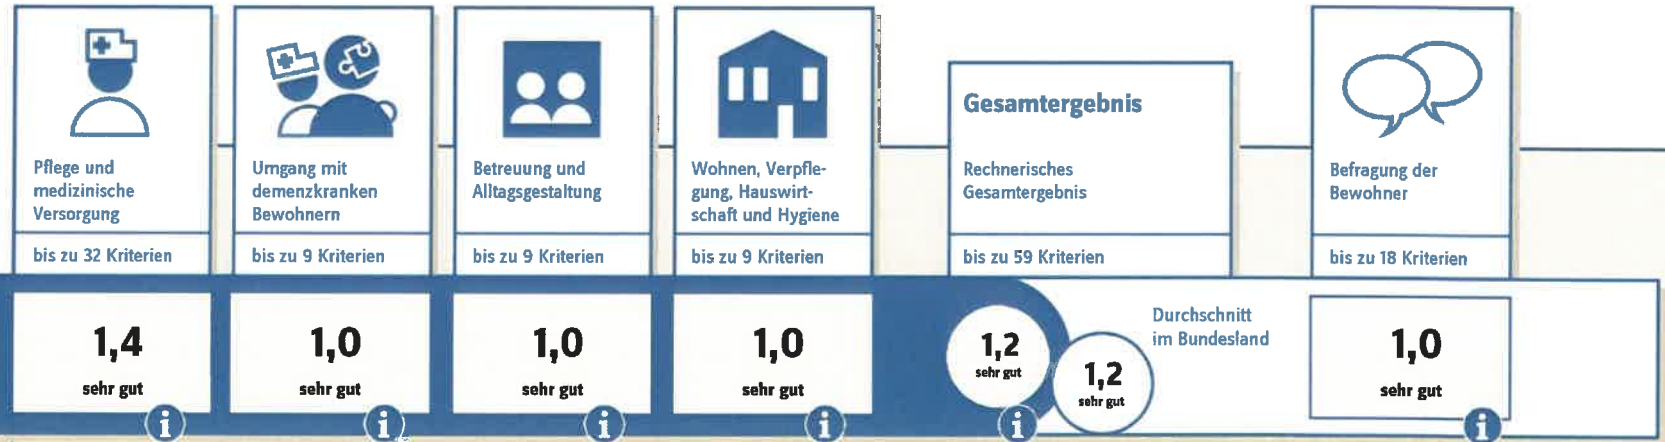 Pflege und
medizinische
Versorgung
bis zu 32 Kriterien
1,4
sehr gut
Umgang mit
demenzkranken
Bewohnern
bis zu 9 Kriterien
1,0
sehr gut
Betreuung und
Alltagsgestaltung
bis zu 9 Kriterien
1,0
sehr gut
Wohnen, Verpfle-
gung, Hauswirt-
schaft und Hygiene
bis zu 9 Kriterien
1,0
sehr gut
Gesamtergebnis
Rechnerisches
Gesamtergebnis
bis zu 59 Kriterien
1,2
sehr gut
Durchschnitt
im Bundesland
1,2
sehr gut
Befragung der
Bewohner
bis zu 18 Kriterien
1,0
sehr gut